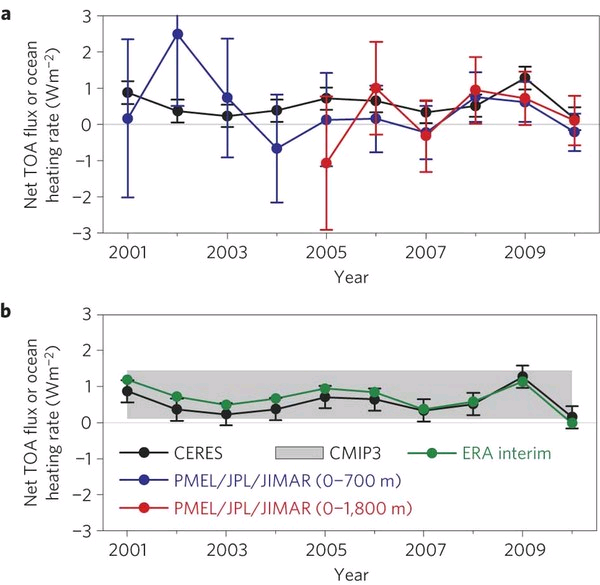 a
Net TOA flux or ocean
heating rate (Wm−2)
3
2
1
0
−1
−2
−3
2001 2003 2005 2007 2009
Year
b
Net TOA flux or ocean
heating rate (Wm−2)
3
2
1
0
−1
−2
−3
CERES CMIP3 ERA interim
PMEL/JPL/JIMAR (0−700 m)
PMEL/JPL/JIMAR (0−1,800 m)
2001 2003 2005 2007 2009
Year